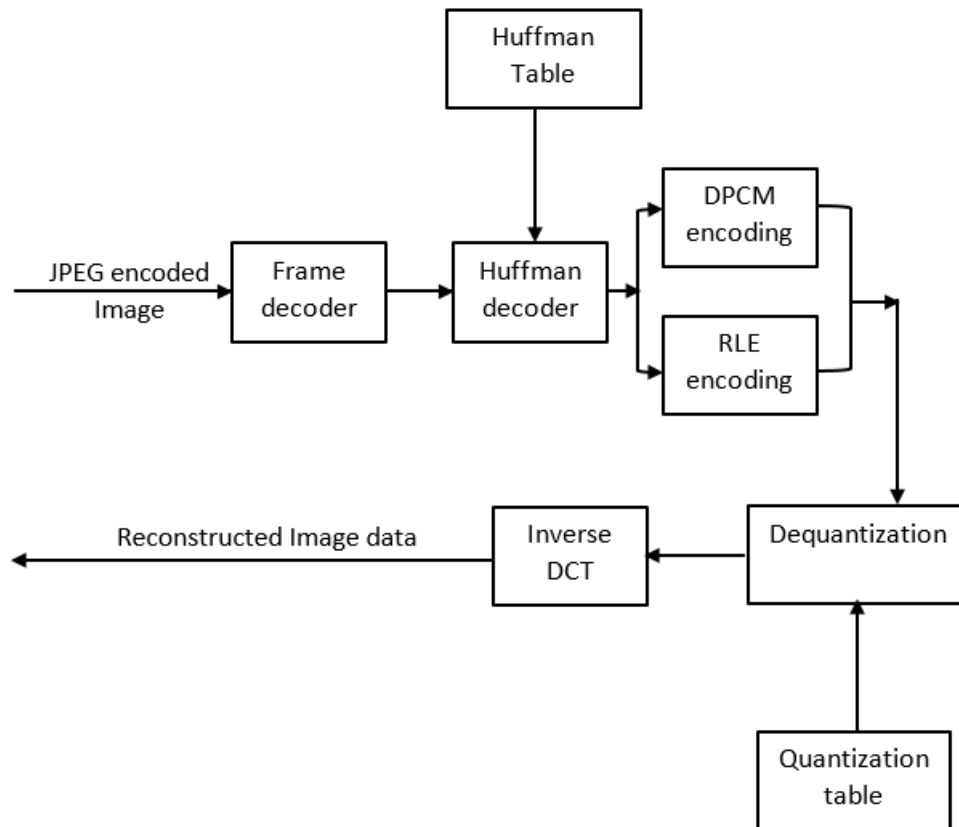 Huffman
Table
DPCM
encoding
JPEG encoded
Image
Frame
decoder
Huffman
decoder
RLE
encoding
Reconstructed Image data
Inverse
DCT
Dequantization
Quantization
table